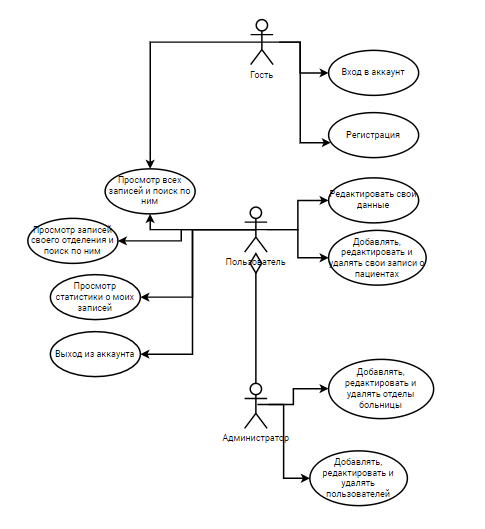 Гость
Вход в аккаунт
Регистрация
Просмотр всех
записей и поиск по
ним
Редактировать свои
данные
Просмотр записей
своего отделения и
поиск по ним
Пользователь
Добавлять,
редактировать и
удалять свои записи о
пациентах
Просмотр
статистики о моих
записей
Выход из аккаунта
Добавлять,
редактировать и
удалять отделы
больницы
Администратор
Добавлять,
редактировать и
удалять
пользователей